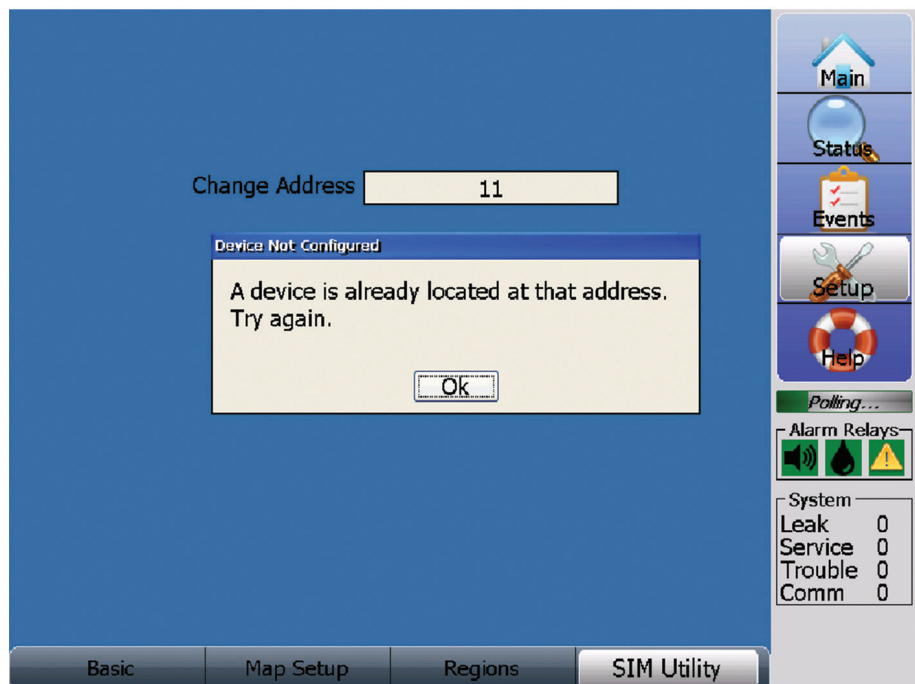 Change Address 11
Device Not Configured
A device is already located at that address.
Try again.
Ok
Main
Status
Events
Setup
Help
Polling...
Alarm Relays
System
Leak 0
Service 0
Trouble 0
Comm 0
Basic Map Setup Regions SIM Utility